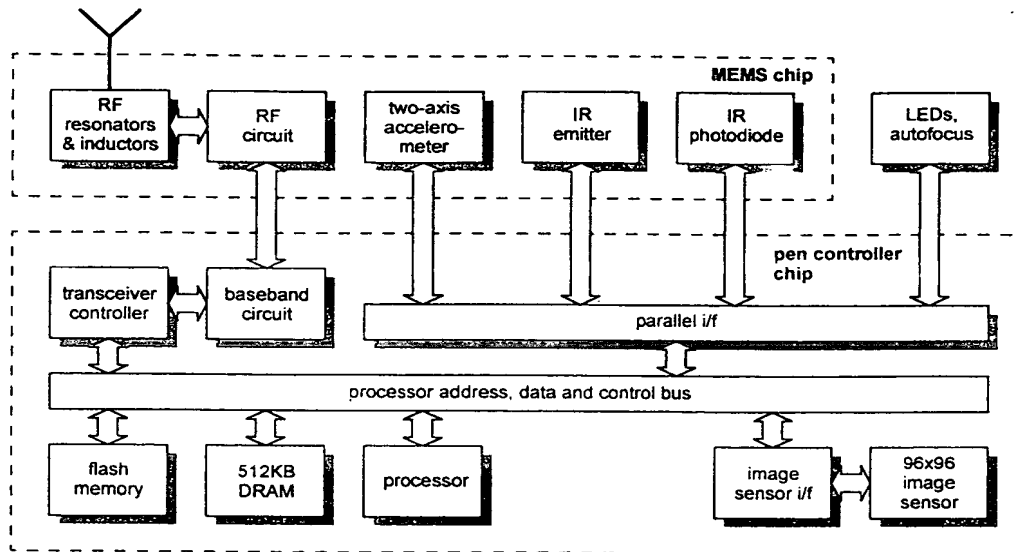 MEMS chip
RF
resonators
& inductors
RF
circuit
two-axis
accelero-
meter
IR
emitter
IR
photodiode
LEDs,
autofocus
pen controller
chip
transceiver
controller
baseband
circuit
parallel i/f
processor address, data and control bus
flash
memory
512KB
DRAM
processor
image
sensor i/f
96x96
image
sensor